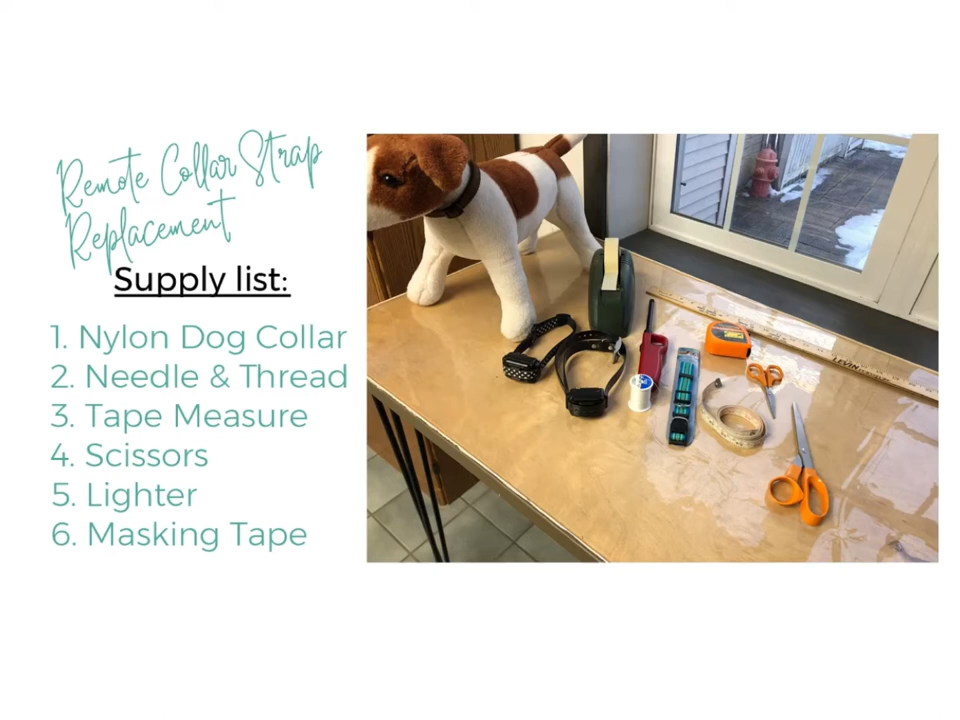 Remote Collar Strap
Replacement
Supply list:
1. Nylon Dog Collar
2. Needle & Thread
3. Tape Measure
4. Scissors
5. Lighter
6. Masking Tape